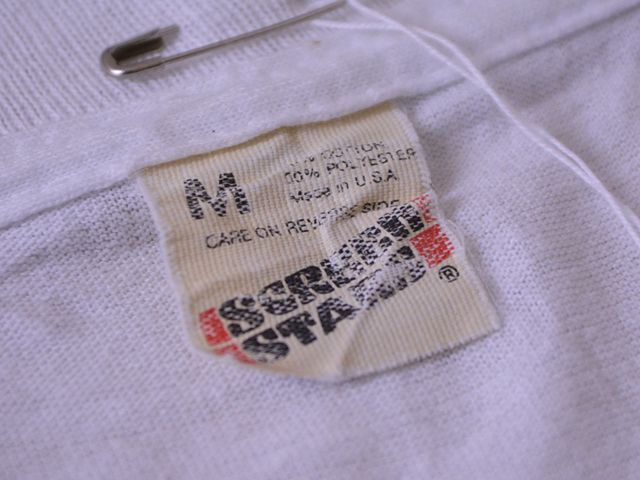 M
COTTON
POLYESTER
Made in U.S.A
CARE ON REVERSE SIDE
SCREEN
STARS
®